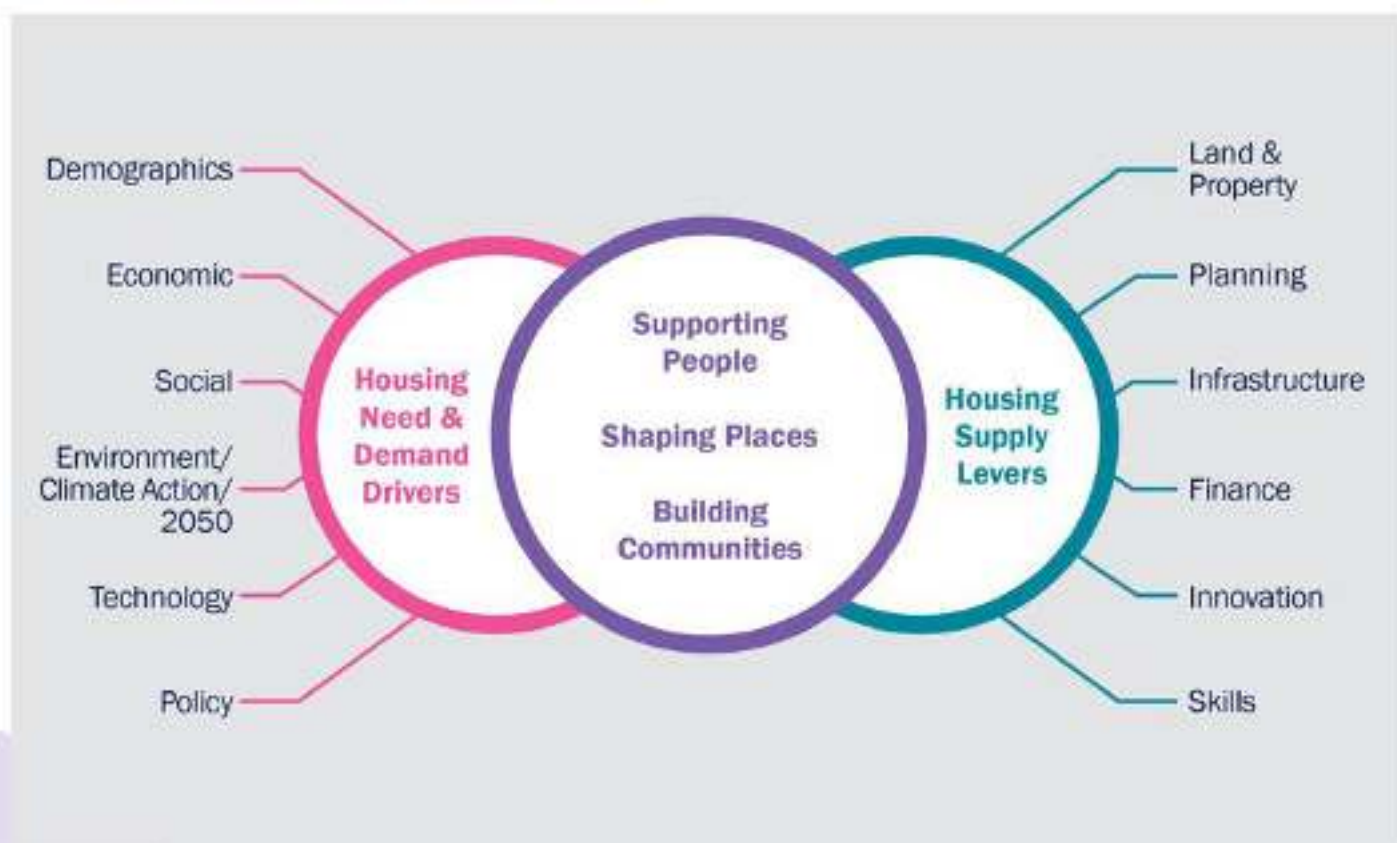 Demographics
Economic
Social
Environment/
Climate Action/
2050
Technology
Policy
Housing
Need &
Demand
Drivers
Supporting
People
Shaping Places
Building
Communities
Housing
Supply
Levers
Land &
Property
Planning
Infrastructure
Finance
Innovation
Skills